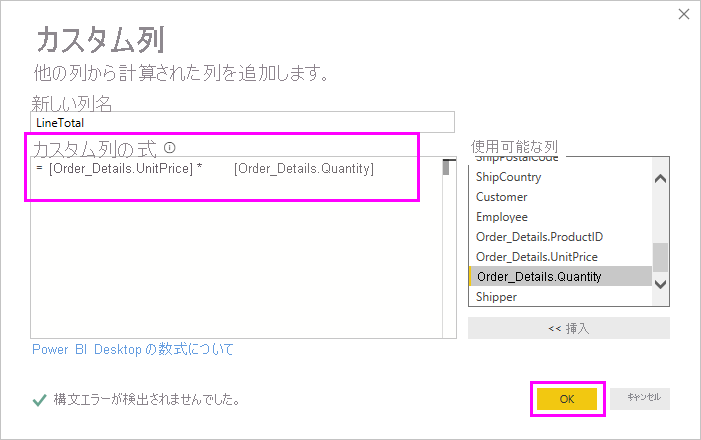 カスタム列
他の列から計算された列を追加します。
新しい列名
LineTotal
カスタム列の式
= [Order_Details.UnitPrice] * [Order_Details.Quantity]
使用可能な列
ShipPostalCode
ShipCountry
Customer
Employee
Order_Details.ProductID
Order_Details.UnitPrice
Order_Details.Quantity
Shipper
<< 挿入
Power BI Desktop の数式について
構文エラーが検出されませんでした。
OK
キャンセル